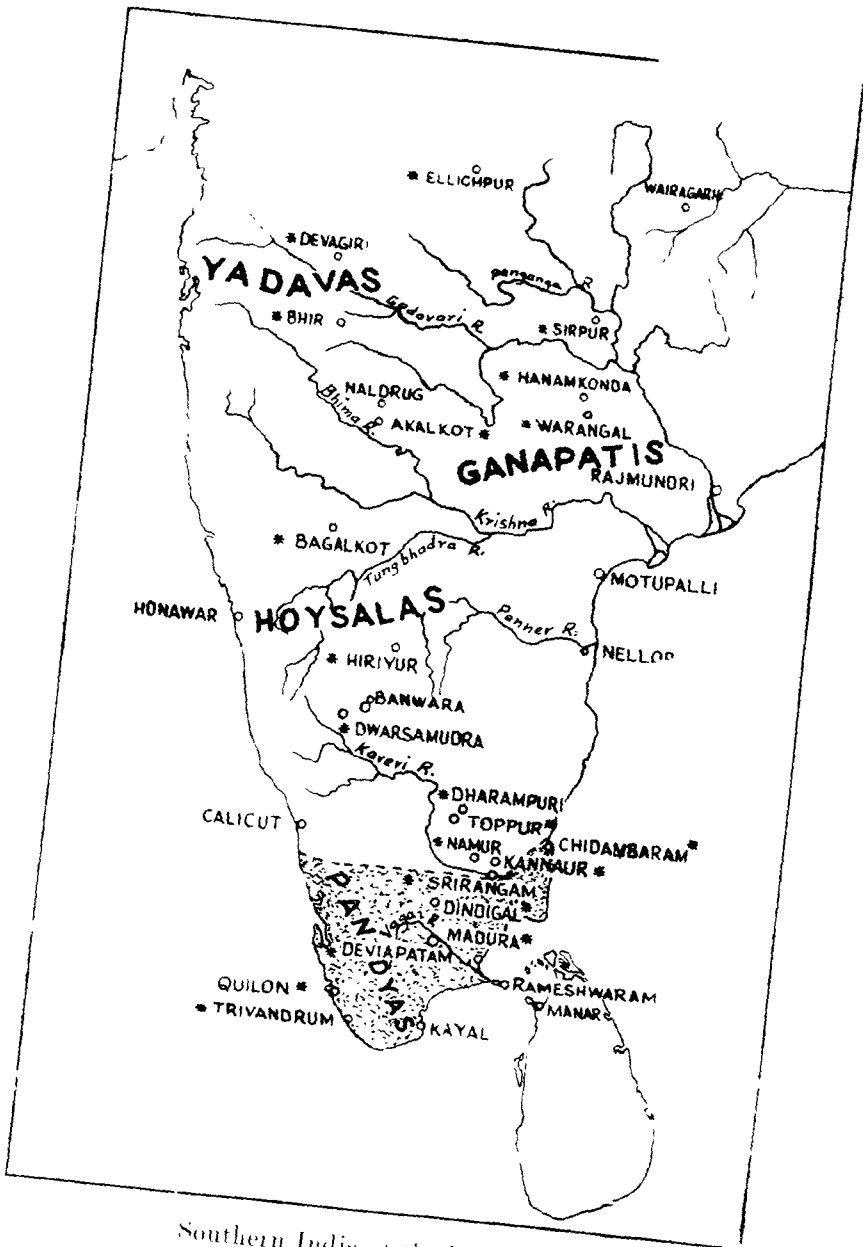 * ELLICHPUR
WAIRAGARH
* DEVAGIRI
YADAVAS
Penganga R.
Godavari R.
* BHIR
* SIRPUR
* HANAMKONDA
NALDRUG
Bhima R.
AKALKOT *
* WARANGAL
GANAPATIS
RAJMUNDRI
Krishna R.
* BAGALKOT
Tungbhadra R.
MOTUPALLI
HONAWAR
HOYSALAS
Penner R.
NELLOR
* HIRIYUR
BANWARA
* DWARSAMUDRA
Kaveri R.
* DHARAMPURI
CALICUT
TOPPUR *
CHIDAMBARAM *
* NAMUR
KANNAUR *
* SRIRANGAM
PANDYAS
DINDIGAL *
Vagai R.
MADURA *
* DEVIAPATAM
QUILON *
RAMESHWARAM
MANAR
* TRIVANDRUM
KAYAL
Southern India